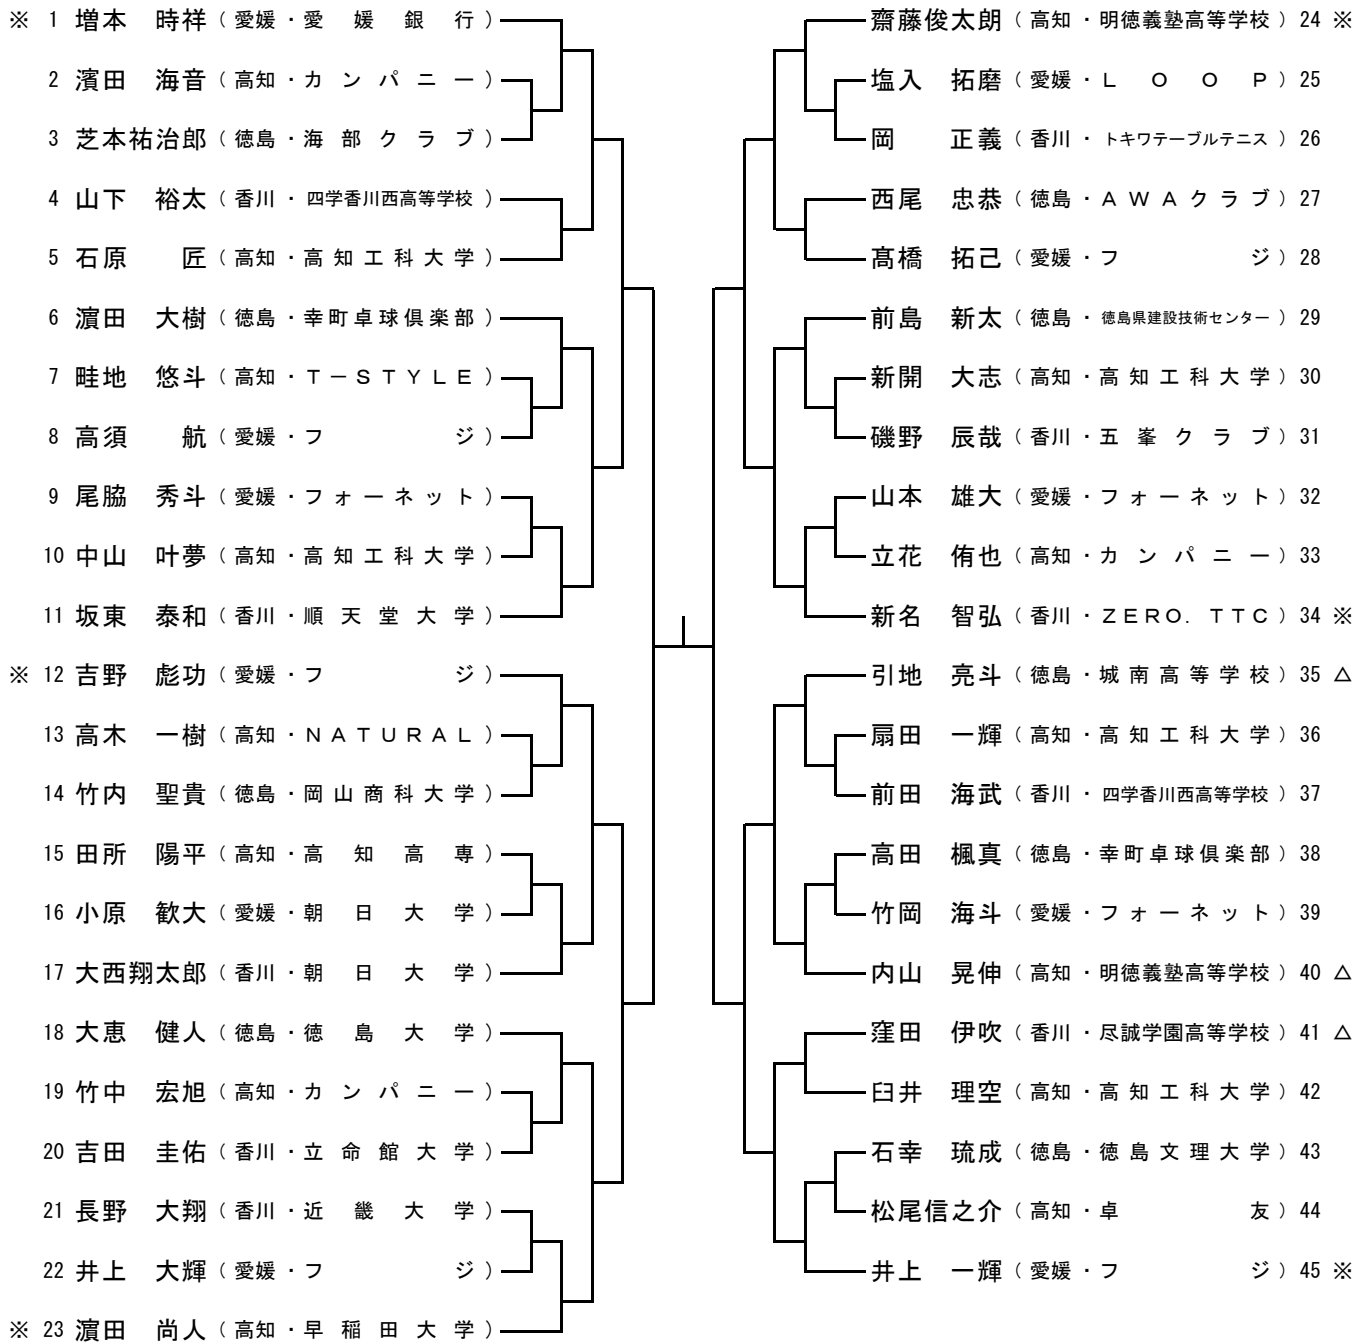 ※ 1 増本 時祥 (愛媛・愛媛銀行)
2 濱田 海音 (高知・カンパニー)
3 芝本祐治郎 (徳島・海部クラブ)
4 山下 裕太 (香川・四学香川西高等学校)
5 石原 匠 (高知・高知工科大学)
6 濵田 大樹 (徳島・幸町卓球倶楽部)
7 畦地 悠斗 (高知・T-STYLE)
8 高須 航 (愛媛・フジ)
9 尾脇 秀斗 (愛媛・フォーネット)
10 中山 叶夢 (高知・高知工科大学)
11 坂東 泰和 (香川・順天堂大学)
※ 12 吉野 彪功 (愛媛・フジ)
13 高木 一樹 (高知・NATURAL)
14 竹内 聖貴 (徳島・岡山商科大学)
15 田所 陽平 (高知・高知高専)
16 小原 歓大 (愛媛・朝日大学)
17 大西翔太郎 (香川・朝日大学)
18 大恵 健人 (徳島・徳島大学)
19 竹中 宏旭 (高知・カンパニー)
20 吉田 圭佑 (香川・立命館大学)
21 長野 大翔 (香川・近畿大学)
22 井上 大輝 (愛媛・フジ)
※ 23 濵田 尚人 (高知・早稲田大学)
齋藤俊太朗 (高知・明徳義塾高等学校) 24 ※
塩入 拓磨 (愛媛・LOOP) 25
岡 正義 (香川・トキワテーブルテニス) 26
西尾 忠恭 (徳島・AWAクラブ) 27
髙橋 拓己 (愛媛・フジ) 28
前島 新太 (徳島・徳島県建設技術センター) 29
新開 大志 (高知・高知工科大学) 30
磯野 辰哉 (香川・五峯クラブ) 31
山本 雄大 (愛媛・フォーネット) 32
立花 侑也 (高知・カンパニー) 33
新名 智弘 (香川・ZERO.TTC) 34 ※
引地 亮斗 (徳島・城南高等学校) 35 △
扇田 一輝 (高知・高知工科大学) 36
前田 海武 (香川・四学香川西高等学校) 37
高田 楓真 (徳島・幸町卓球倶楽部) 38
竹岡 海斗 (愛媛・フォーネット) 39
内山 晃伸 (高知・明徳義塾高等学校) 40 △
窪田 伊吹 (香川・尽誠学園高等学校) 41 △
臼井 理空 (高知・高知工科大学) 42
石幸 琉成 (徳島・徳島文理大学) 43
松尾信之介 (高知・卓友) 44
井上 一輝 (愛媛・フジ) 45 ※